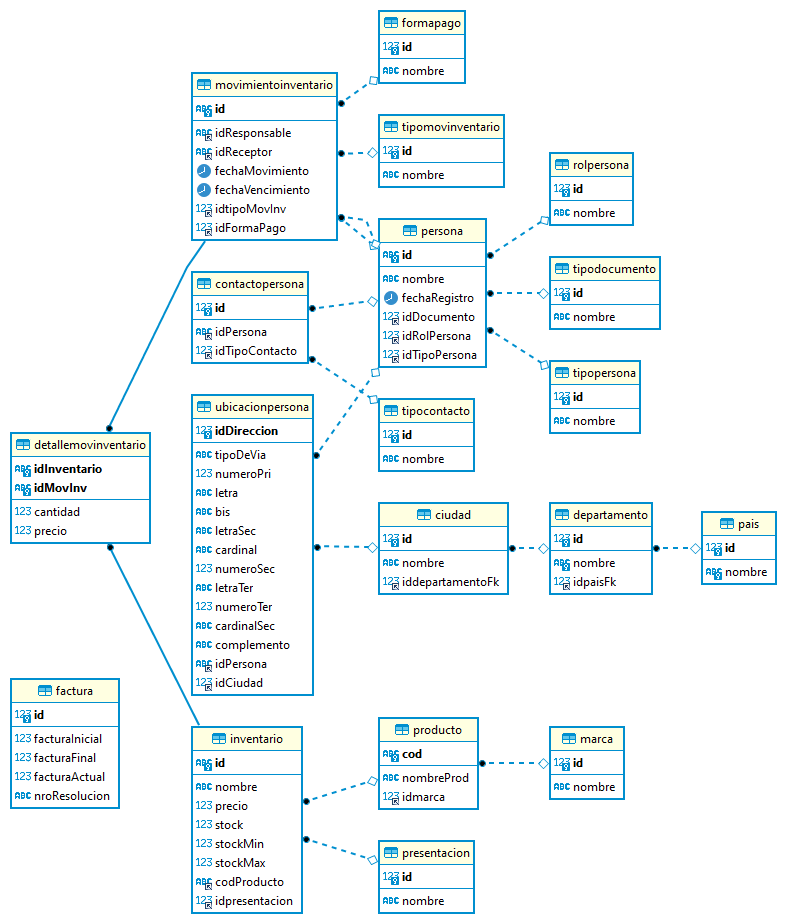 formapago
123 id
ABC nombre
movimientoinventario
ABC id
ABC idResponsable
ABC idReceptor
fechaMovimiento
fechaVencimiento
123 idtipoMovInv
123 idFormaPago
tipomovinventario
123 id
ABC nombre
rolpersona
123 id
ABC nombre
persona
ABC id
ABC nombre
fechaRegistro
123 idDocumento
123 idRolPersona
123 idTipoPersona
tipodocumento
123 id
ABC nombre
contactopersona
123 id
ABC idPersona
123 idTipoContacto
tipopersona
123 id
ABC nombre
ubicacionpersona
123 idDireccion
ABC tipoDeVia
123 numeroPri
ABC letra
ABC bis
ABC letraSec
ABC cardinal
123 numeroSec
ABC letraTer
123 numeroTer
ABC cardinalSec
ABC complemento
ABC idPersona
123 idCiudad
tipocontacto
123 id
ABC nombre
detallemovinventario
ABC idInventario
ABC idMovInv
123 cantidad
123 precio
ciudad
123 id
ABC nombre
123 iddepartamentoFk
departamento
123 id
ABC nombre
123 idpaisFk
pais
123 id
ABC nombre
factura
123 id
123 facturaInicial
123 facturaFinal
123 facturaActual
ABC nroResolucion
inventario
ABC id
ABC nombre
123 precio
123 stock
123 stockMin
123 stockMax
ABC codProducto
123 idpresentacion
producto
ABC cod
ABC nombreProd
123 idmarca
marca
123 id
ABC nombre
presentacion
123 id
ABC nombre